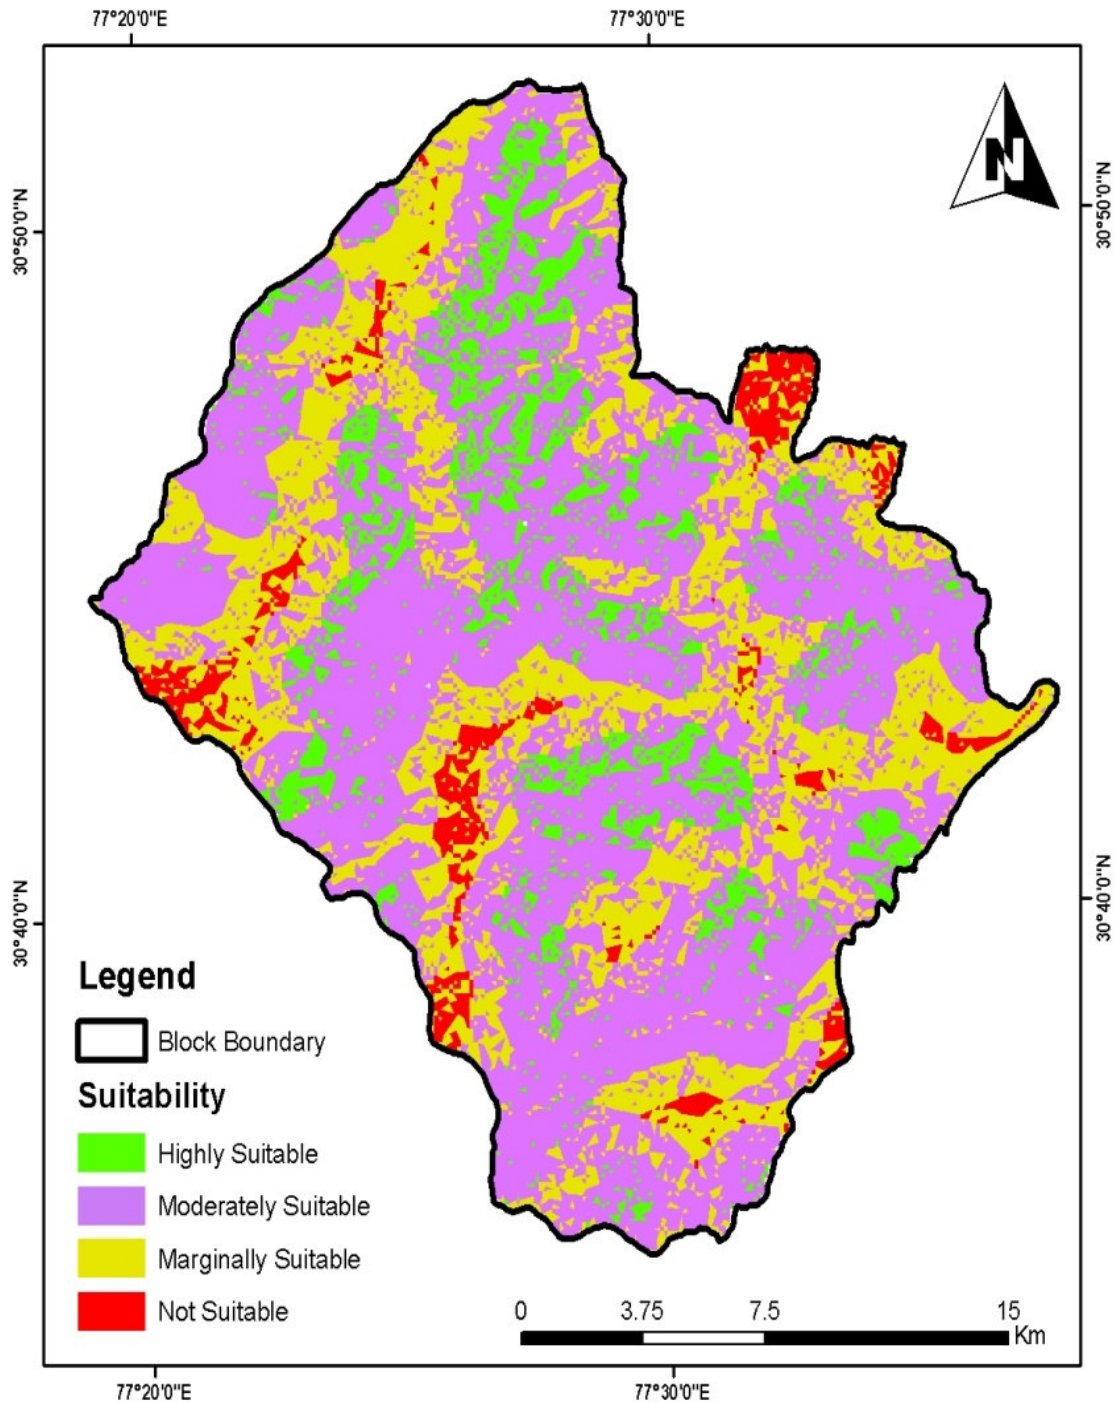 77°20'0"E 77°30'0"E
N
30°50'0"N 30°50'0"N
30°40'0"N 30°40'0"N
Legend
Block Boundary
Suitability
Highly Suitable
Moderately Suitable
Marginally Suitable
Not Suitable
0 3.75 7.5 15
Km
77°20'0"E 77°30'0"E